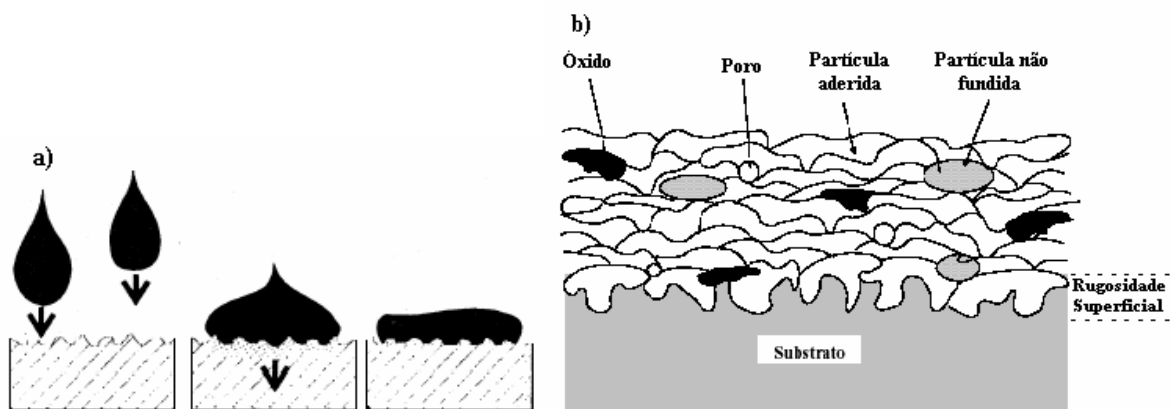 a)
b)
Óxido
Poro
Partícula
aderida
Partícula não
fundida
Rugosidade
Superficial
Substrato